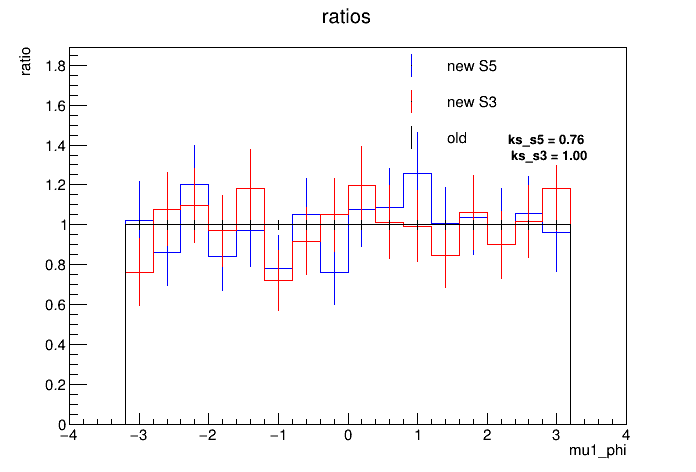 ratios
ratio
new S5
new S3
old
ks_s5 = 0.76
ks_s3 = 1.00
1.8
1.6
1.4
1.2
1
0.8
0.6
0.4
0.2
0
−4 −3 −2 −1 0 1 2 3 4
mu1_phi